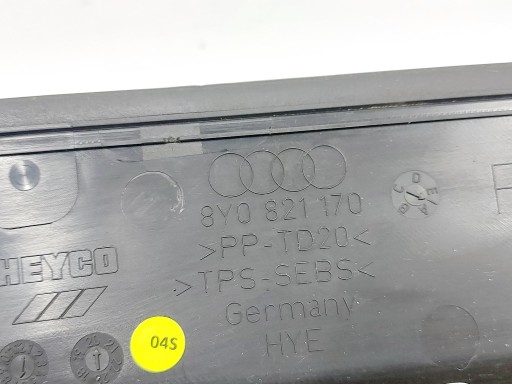 8Y0 821 170
>PP-TD20<
HEYCO
>TPS-SEBS<
Germany
HYE
04S